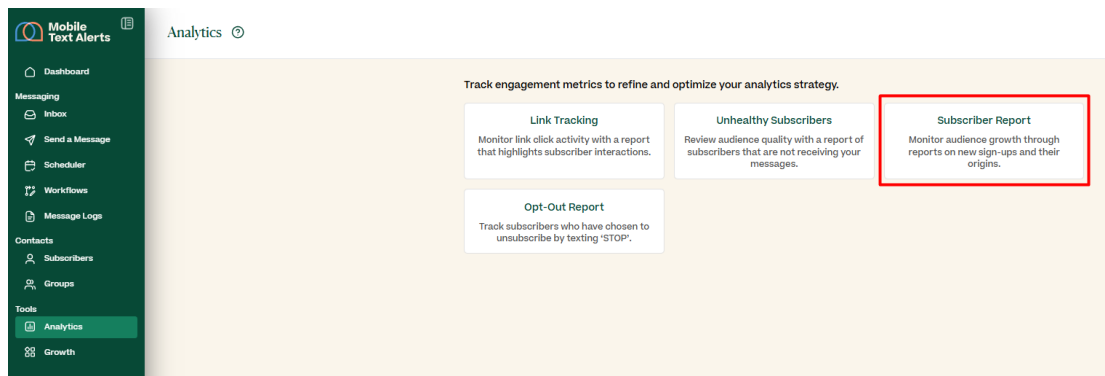 Mobile
Text Alerts
Analytics
Dashboard
Messaging
Inbox
Send a Message
Scheduler
Workflows
Message Logs
Contacts
Subscribers
Groups
Tools
Analytics
Growth
Track engagement metrics to refine and optimize your analytics strategy.
Link Tracking
Monitor link click activity with a report
that highlights subscriber interactions.
Unhealthy Subscribers
Review audience quality with a report of
subscribers that are not receiving your
messages.
Subscriber Report
Monitor audience growth through
reports on new sign-ups and their
origins.
Opt-Out Report
Track subscribers who have chosen to
unsubscribe by texting ‘STOP’.